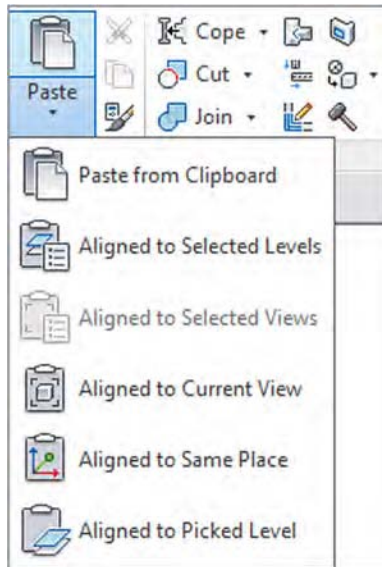 Paste
Cope
Cut
Join
Paste from Clipboard
Aligned to Selected Levels
Aligned to Selected Views
Aligned to Current View
Aligned to Same Place
Aligned to Picked Level